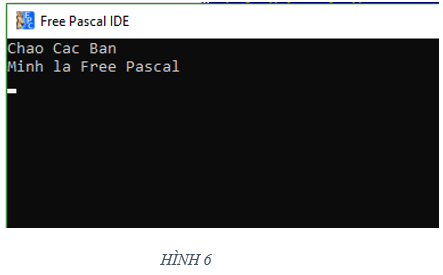 Free Pascal IDE
Chao Cac Ban
Minh la Free Pascal
HÌNH 6